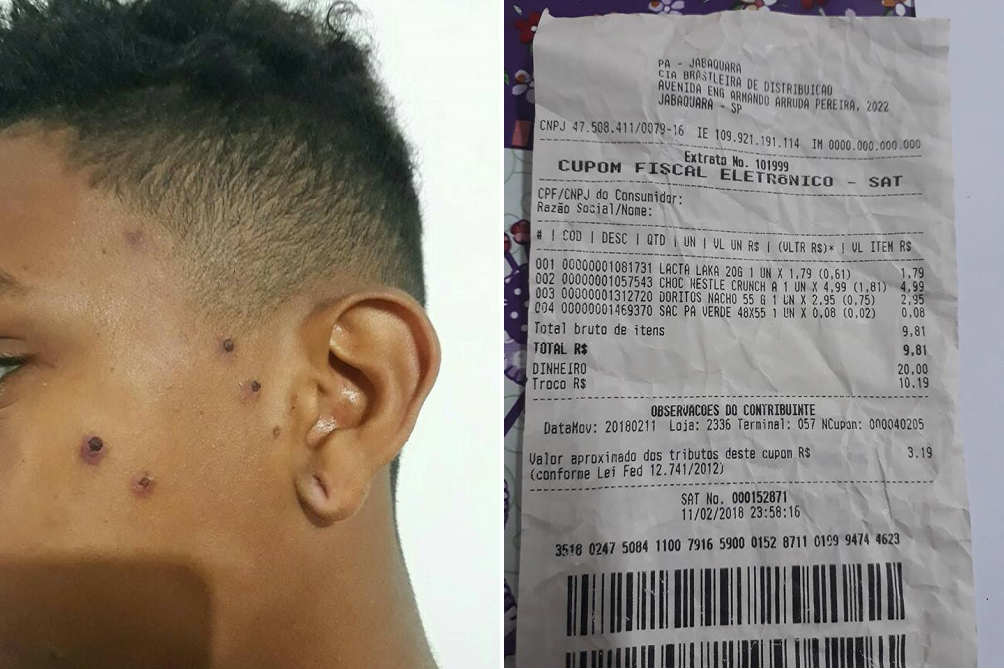 PA - JABAQUARA
CIA BRASILEIRA DE DISTRIBUICAO
AVENIDA ENG ARMANDO ARRUDA PEREIRA, 2022
JABAQUARA - SP
CNPJ 47.508.411/0079-16 IE 109.921.191.114 IM 0000.000.000.000
Extrato No. 101999
CUPOM FISCAL ELETRôNICO - SAT
CPF/CNPJ do Consumidor:
Razão Social/Nome:
# | COD | DESC | QTD | UN | VL UN R$ | (VLTR R$)* | VL ITEM R$
001 00000001081731 LACTA LAKA 20G 1 UN X 1,79 (0,61) 1,79
002 00000001057543 CHOC NESTLE CRUNCH A 1 UN X 4,99 (1,81) 4,99
003 00000001312720 DORITOS NACHO 55 G 1 UN X 2,95 (0,75) 2,95
004 00000001469370 SAC PA VERDE 48X55 1 UN X 0,08 (0,02) 0,08
Total bruto de itens 9,81
TOTAL R$ 9,81
DINHEIRO 20,00
Troco R$ 10,19
OBSERVACOES DO CONTRIBUINTE
DataMov: 20180211 Loja: 2336 Terminal: 057 NCupom: 000040205
Valor aproximado dos tributos deste cupom R$ 3.19
(conforme Lei Fed 12.741/2012)
SAT No. 000152871
11/02/2018 23:58:16
3518 0247 5084 1100 7916 5900 0152 8711 0199 9474 4623